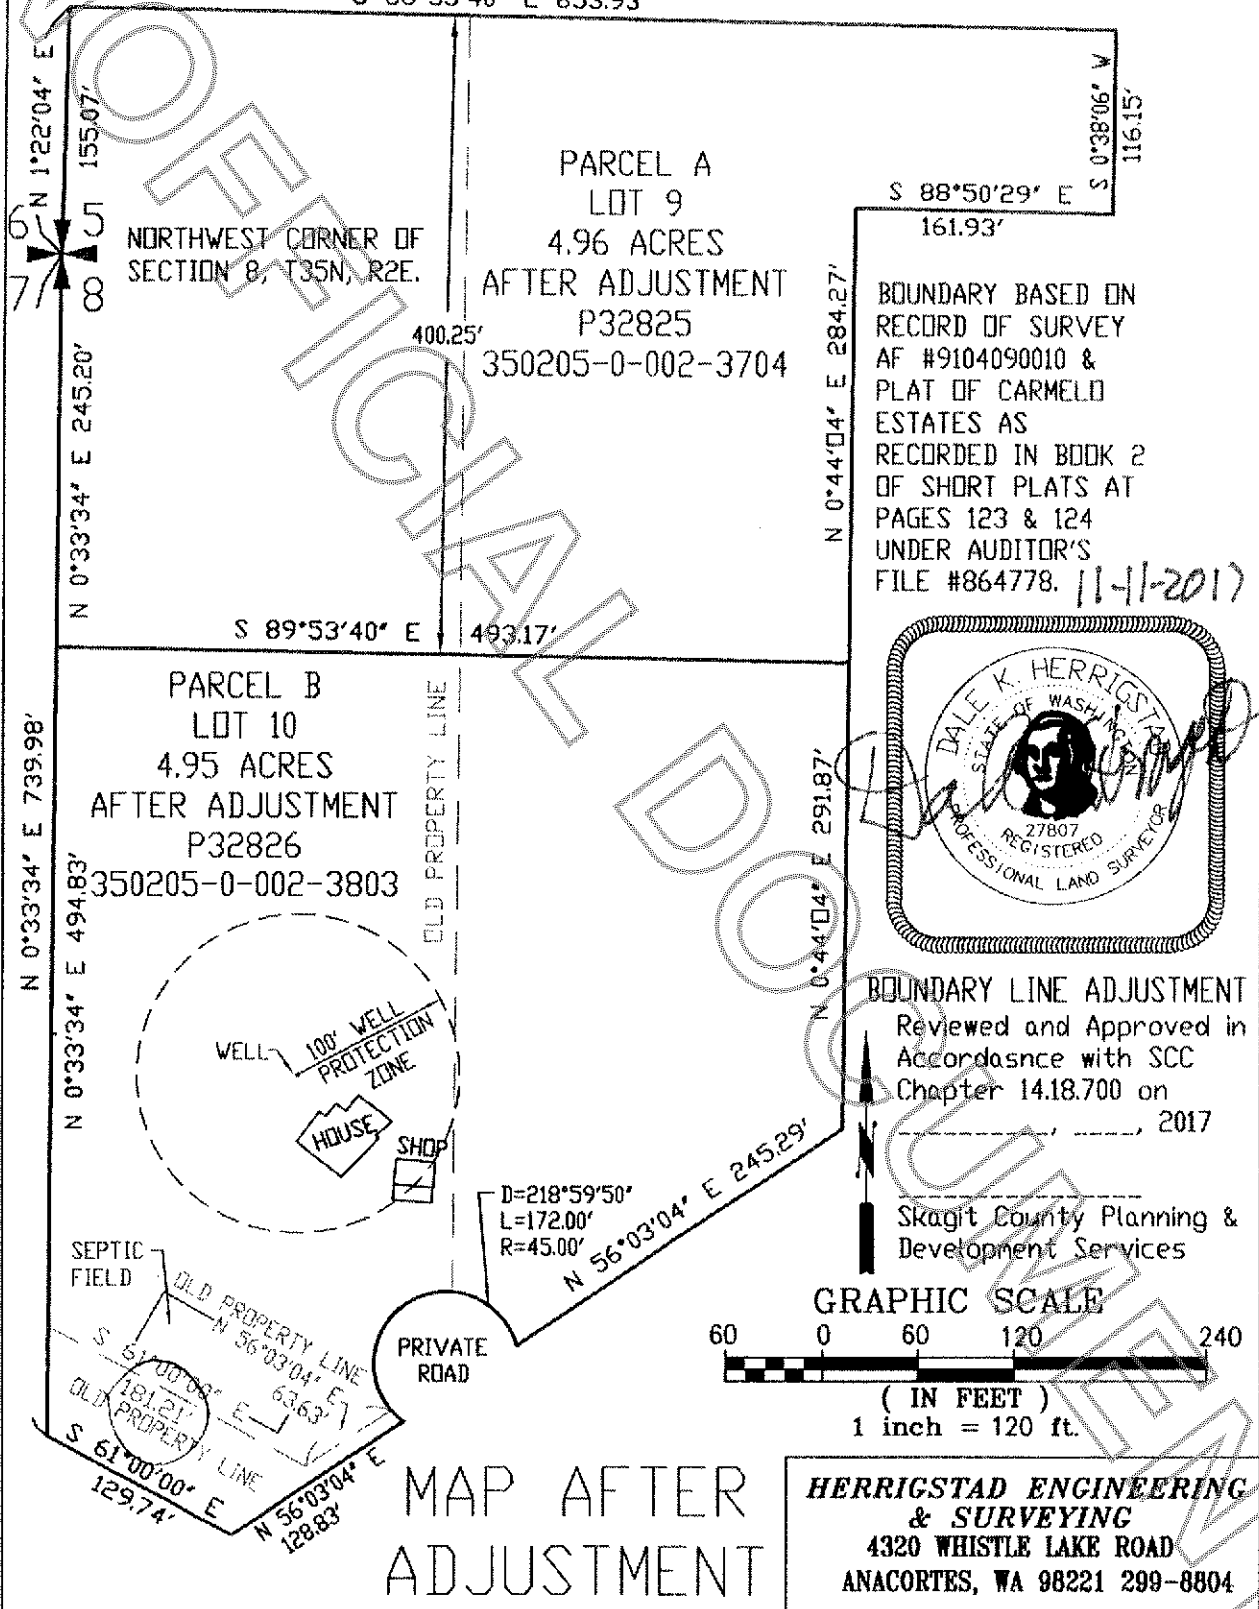 N 1°22'04" E
155.07'
S 0°38'06" W
116.15'
PARCEL A
LOT 9
4.96 ACRES
AFTER ADJUSTMENT
P32825
350205-0-002-3704
S 88°50'29" E
161.93'
6 5
7 8
NORTHWEST CORNER OF
SECTION 8, T35N, R2E.
400.25'
N 0°33'34" E 245.20'
N 0°44'04" E 284.27'
BOUNDARY BASED ON
RECORD OF SURVEY
AF #9104090010 &
PLAT OF CARMELO
ESTATES AS
RECORDED IN BOOK 2
OF SHORT PLATS AT
PAGES 123 & 124
UNDER AUDITOR'S
FILE #864778.
11-11-2017
S 89°53'40" E 493.17'
PARCEL B
LOT 10
4.95 ACRES
AFTER ADJUSTMENT
P32826
350205-0-002-3803
OLD PROPERTY LINE
N 0°33'34" E 739.98'
N 0°33'34" E 494.83'
N 0°44'04" E 291.87'
DALE K. HERRIGSTAD
STATE OF WASHINGTON
27807
REGISTERED
PROFESSIONAL LAND SURVEYOR
WELL
100' WELL
PROTECTION
ZONE
HOUSE
SHOP
BOUNDARY LINE ADJUSTMENT
Reviewed and Approved in
Accordasnce with SCC
Chapter 14.18.700 on
, , 2017
Skagit County Planning &
Development Services
N
D=218°59'50"
L=172.00'
R=45.00'
N 56°03'04" E 245.29'
SEPTIC
FIELD
OLD PROPERTY LINE
N 56°03'04" E
63.63'
S 61°00'00" E
181.21'
OLD PROPERTY LINE
S 61°00'00" E
129.74'
N 56°03'04" E
128.83'
PRIVATE
ROAD
GRAPHIC SCALE
60 0 60 120 240
( IN FEET )
1 inch = 120 ft.
MAP AFTER
ADJUSTMENT
HERRIGSTAD ENGINEERING
& SURVEYING
4320 WHISTLE LAKE ROAD
ANACORTES, WA 98221 299-8804
UNOFFICIAL DOCUMENT